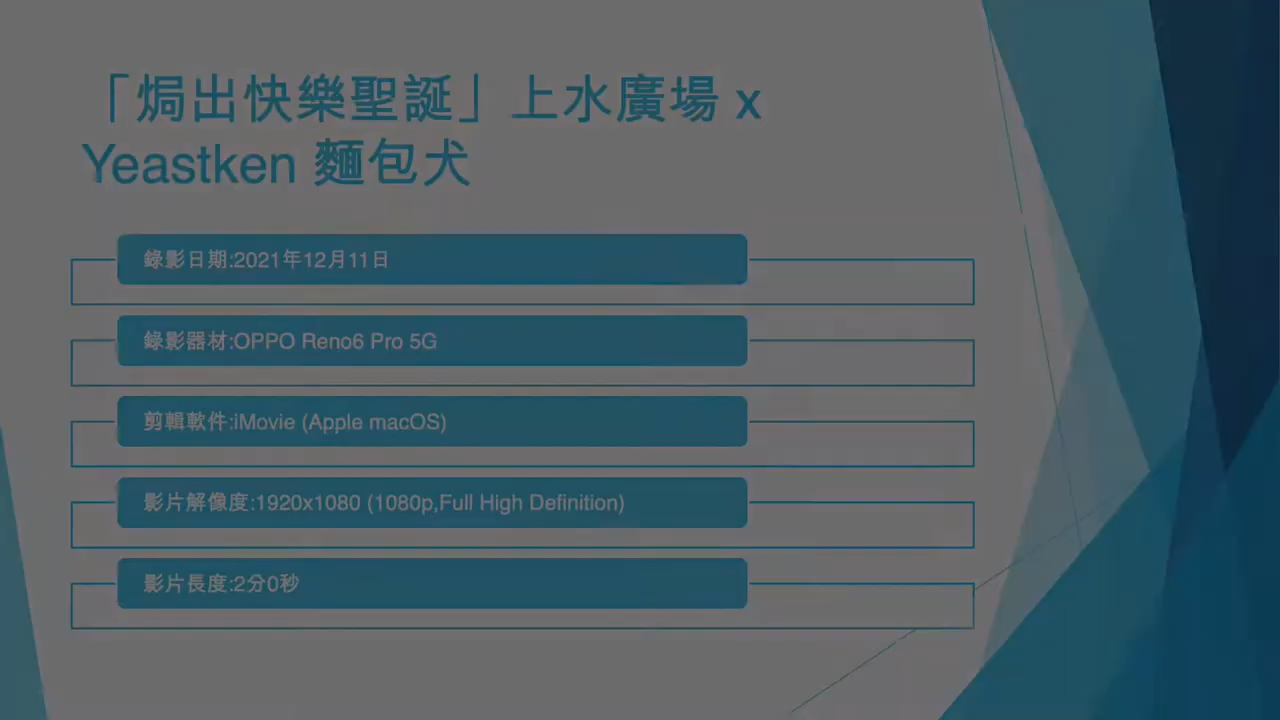 「焗出快樂聖誕」上水廣場 x
Yeastken 麵包犬
錄影日期:2021年12月11日
錄影器材:OPPO Reno6 Pro 5G
剪輯軟件:iMovie (Apple macOS)
影片解像度:1920x1080 (1080p,Full High Definition)
影片長度:2分0秒